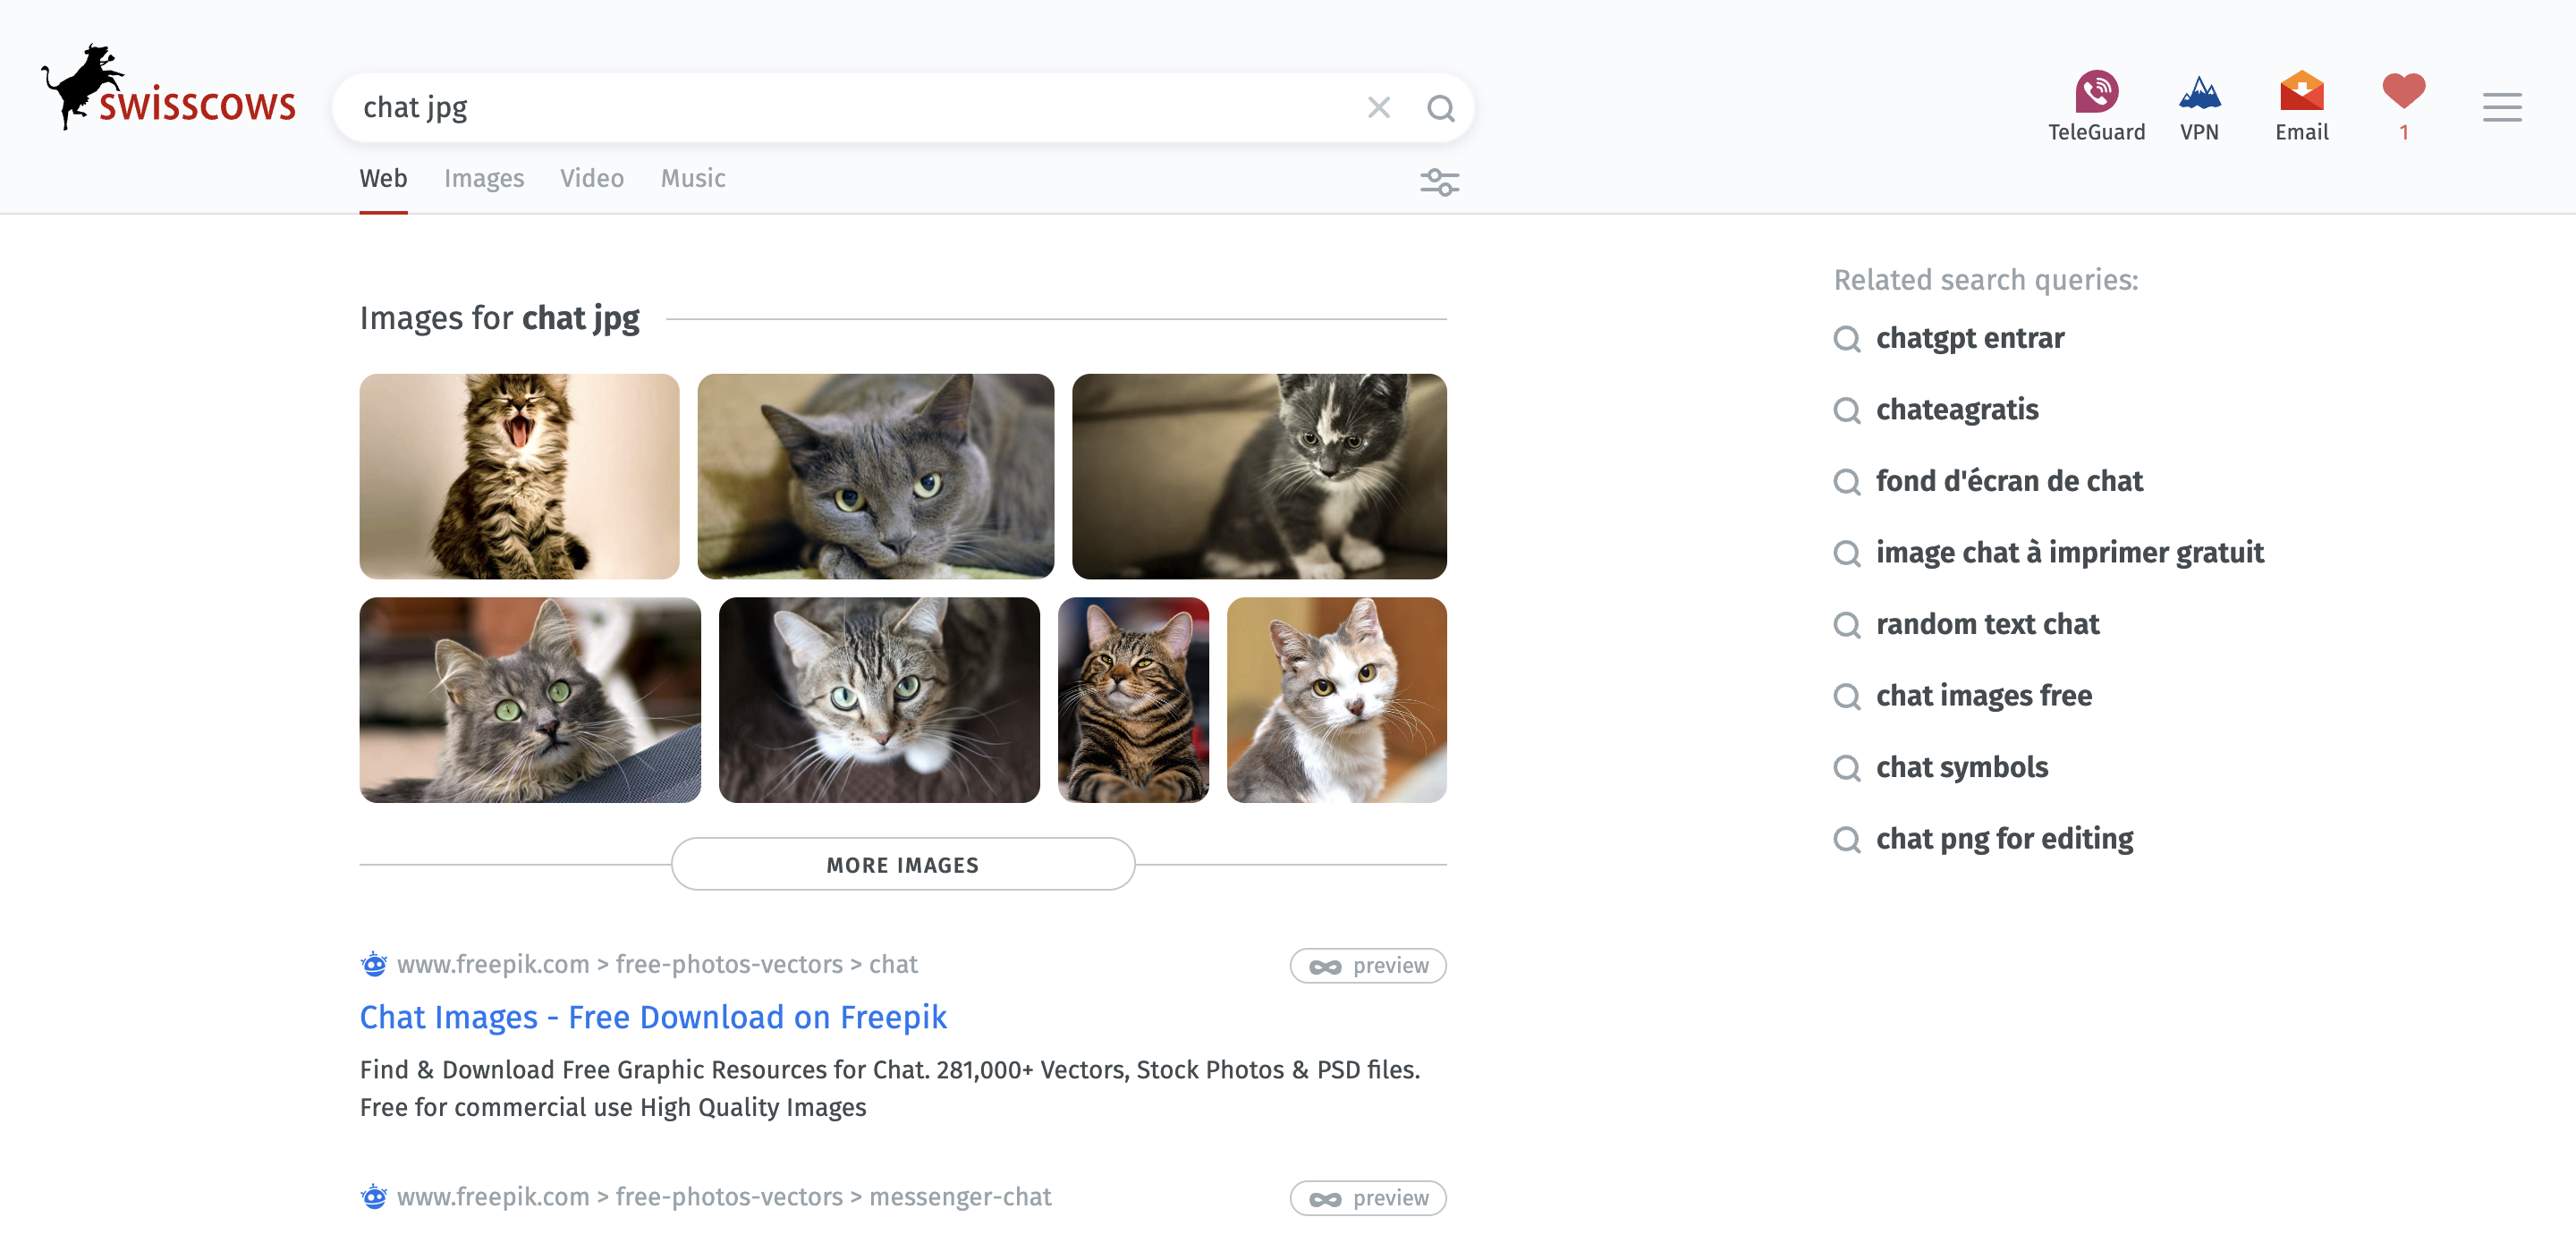 swisscows
chat jpg
TeleGuard
VPN
Email
1
Web
Images
Video
Music
Images for chat jpg
MORE IMAGES
www.freepik.com > free-photos-vectors > chat
preview
Chat Images - Free Download on Freepik
Find & Download Free Graphic Resources for Chat. 281,000+ Vectors, Stock Photos & PSD files.
Free for commercial use High Quality Images
www.freepik.com > free-photos-vectors > messenger-chat
preview
Related search queries:
chatgpt entrar
chateagratis
fond d'écran de chat
image chat à imprimer gratuit
random text chat
chat images free
chat symbols
chat png for editing